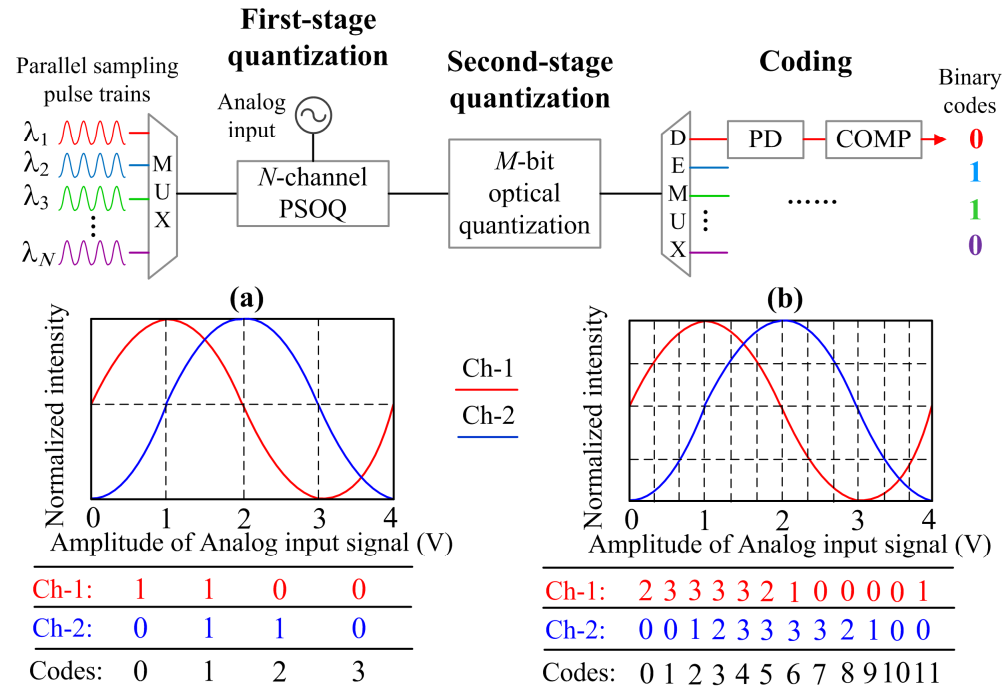 First-stage
quantization
Second-stage
quantization
Coding
Parallel sampling
pulse trains
Analog
input
Binary
codes
λ1
λ2
λ3
⋮
λN
M
U
X
N-channel
PSOQ
M-bit
optical
quantization
D
E
M
U
X
PD
COMP
......
0
1
1
0
(a)
Normalized intensity
0 1 2 3 4
Amplitude of Analog input signal (V)
Ch-1: 1 1 0 0
Ch-2: 0 1 1 0
Codes: 0 1 2 3
Ch-1
Ch-2
(b)
Normalized intensity
0 1 2 3 4
Amplitude of Analog input signal (V)
Ch-1: 2 3 3 3 3 2 1 0 0 0 0 1
Ch-2: 0 0 1 2 3 3 3 3 2 1 0 0
Codes: 0 1 2 3 4 5 6 7 8 9 10 11